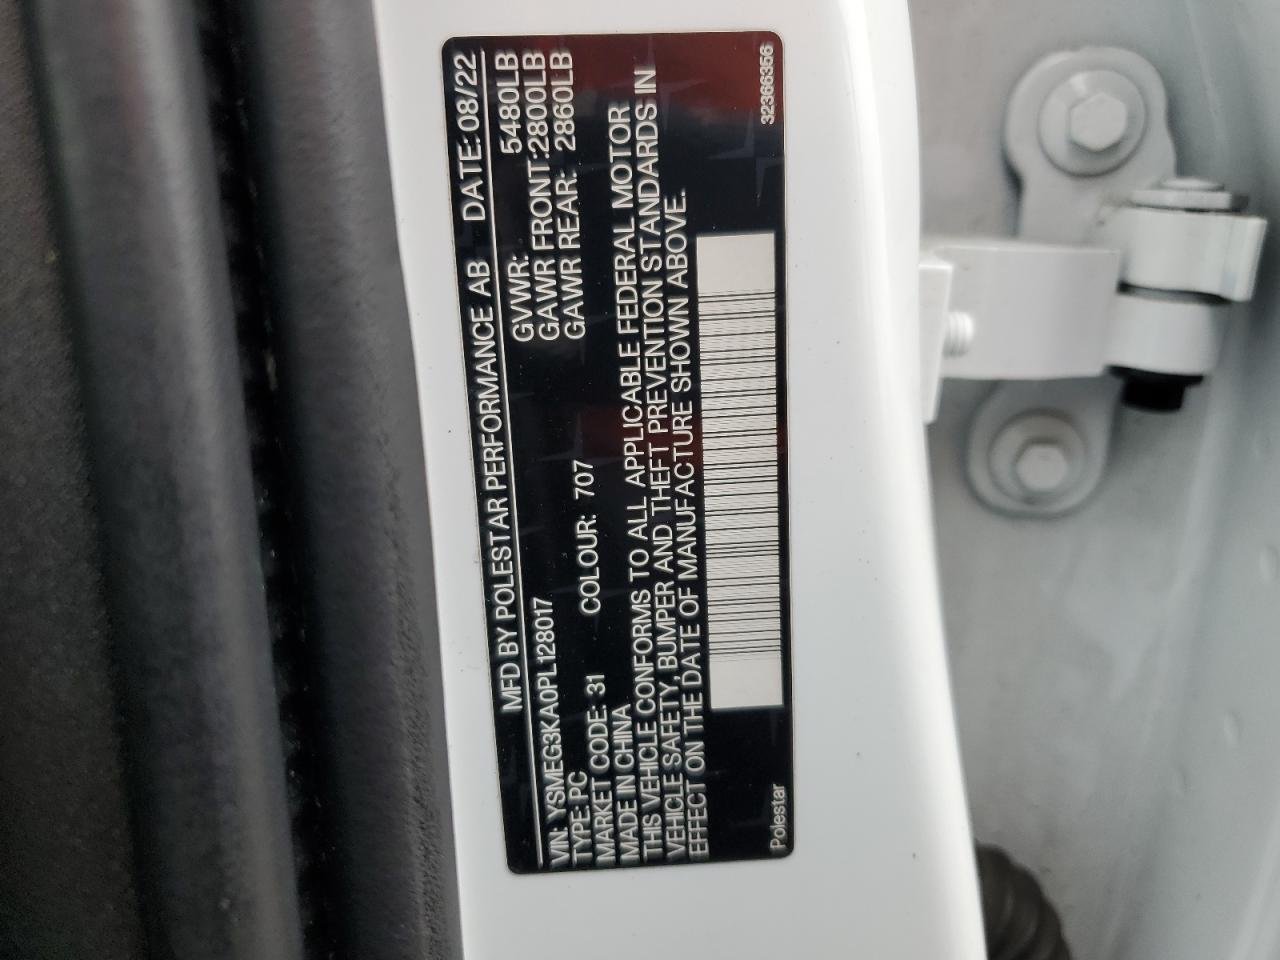 MFD BY POLESTAR PERFORMANCE AB DATE: 08/22
VIN: YSMEG3KA0PL128017 GVWR: 5480LB
TYPE: PC GAWR FRONT: 2800LB
MARKET CODE: 31 COLOUR: 707 GAWR REAR: 2860LB
MADE IN CHINA
THIS VEHICLE CONFORMS TO ALL APPLICABLE FEDERAL MOTOR
VEHICLE SAFETY, BUMPER AND THEFT PREVENTION STANDARDS IN
EFFECT ON THE DATE OF MANUFACTURE SHOWN ABOVE.
Polestar 32366356